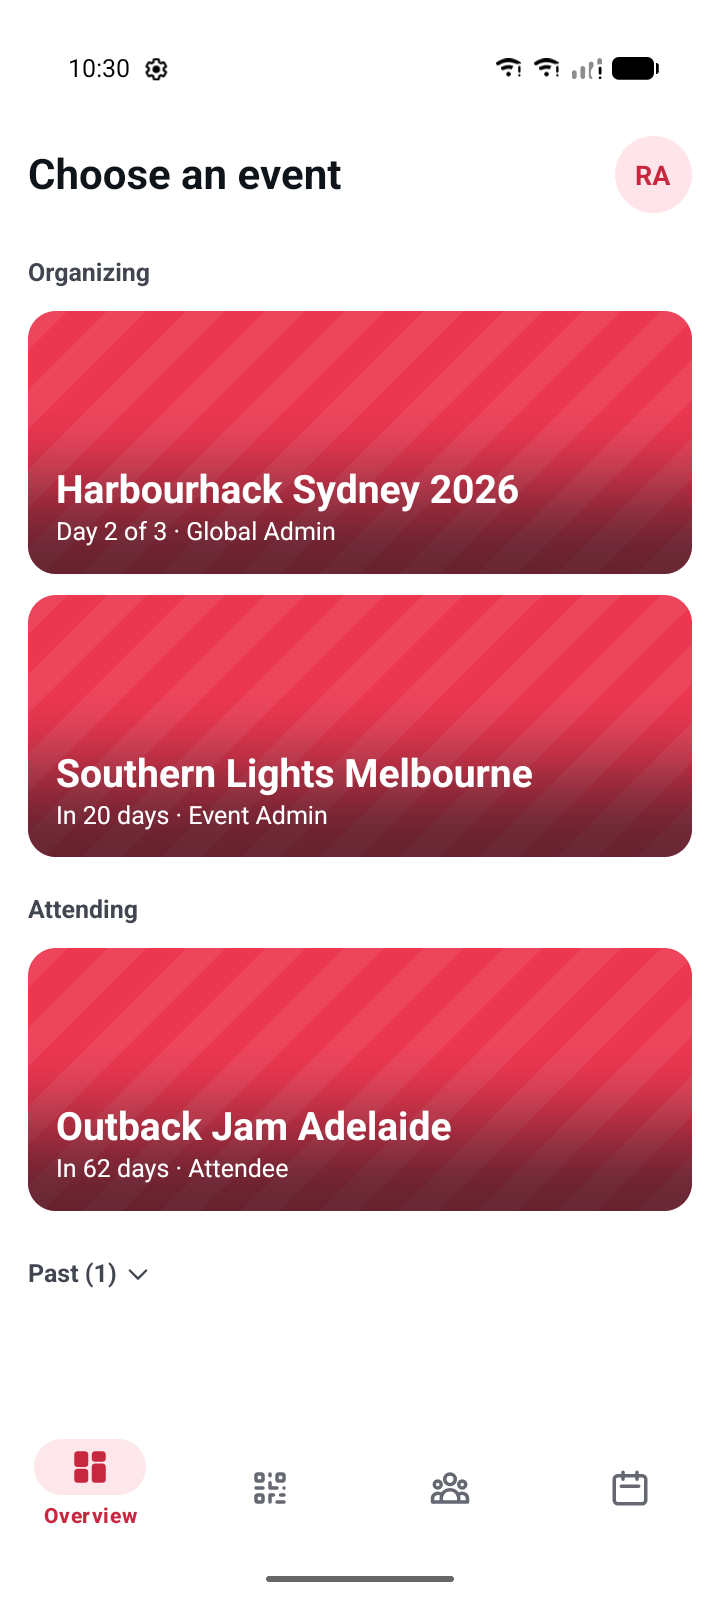 10:30
Choose an event
RA
Organizing
Harbourhack Sydney 2026
Day 2 of 3 · Global Admin
Southern Lights Melbourne
In 20 days · Event Admin
Attending
Outback Jam Adelaide
In 62 days · Attendee
Past (1)
Overview